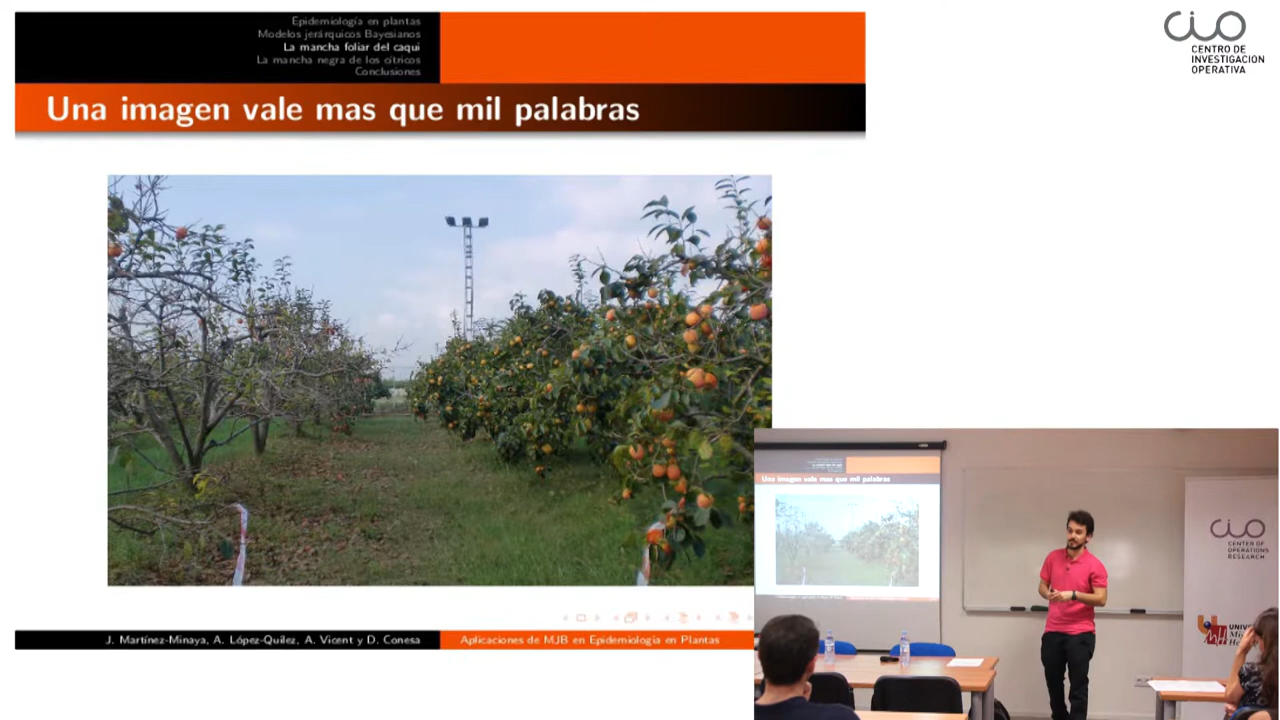 Epidemiología en plantas
Modelos jerárquicos Bayesianos
La mancha foliar del caqui
La mancha negra de los cítricos
Conclusiones
Una imagen vale mas que mil palabras
CIO
CENTRO DE
INVESTIGACION
OPERATIVA
Una imagen vale mas que mil palabras
CIO
CENTER OF
OPERATIONS
RESEARCH
J. Martínez-Minaya, A. López-Quílez, A. Vicent y D. Conesa
Aplicaciones de MJB en Epidemiología en Plantas